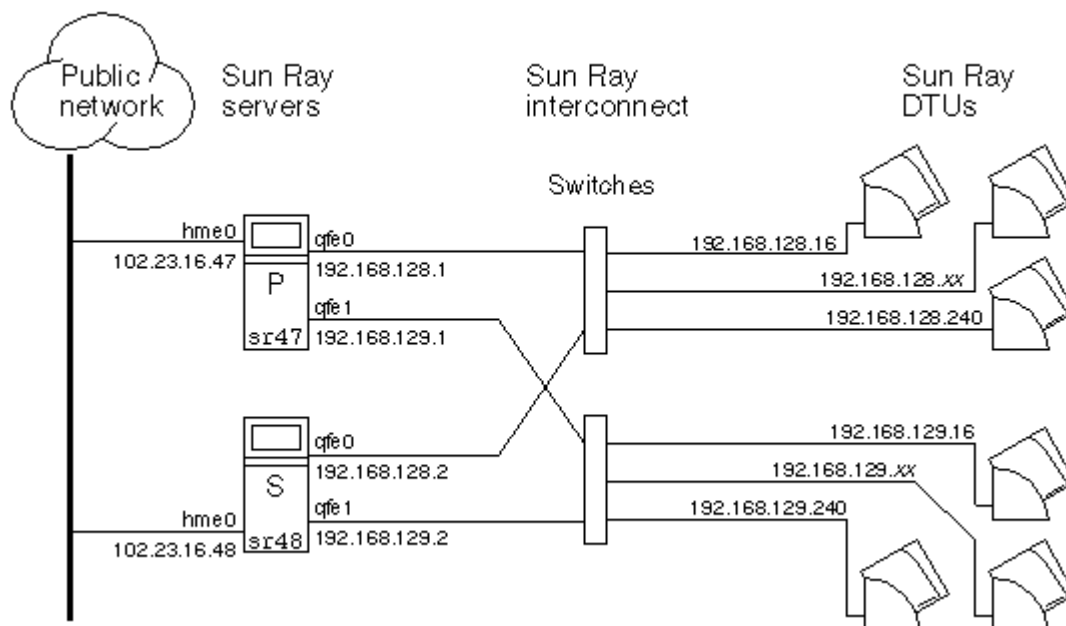 Public
network
Sun Ray
servers
Sun Ray
interconnect
Sun Ray
DTUs
Switches
hme0
102.23.16.47
P
sr47
qfe0
192.168.128.1
qfe1
192.168.129.1
192.168.128.16
192.168.128.xx
192.168.128.240
hme0
102.23.16.48
S
sr48
qfe0
192.168.128.2
qfe1
192.168.129.2
192.168.129.16
192.168.129.xx
192.168.129.240